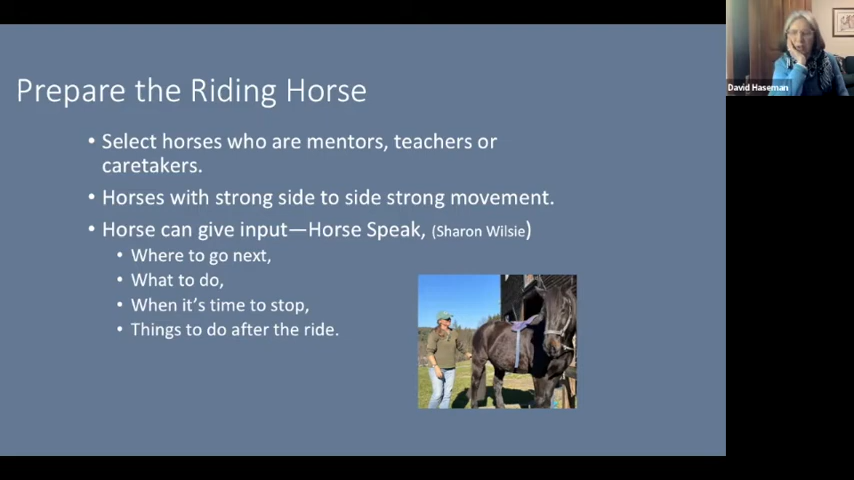 Prepare the Riding Horse
• Select horses who are mentors, teachers or
caretakers.
• Horses with strong side to side strong movement.
• Horse can give input—Horse Speak, (Sharon Wilsie)
• Where to go next,
• What to do,
• When it's time to stop,
• Things to do after the ride.
David Haseman